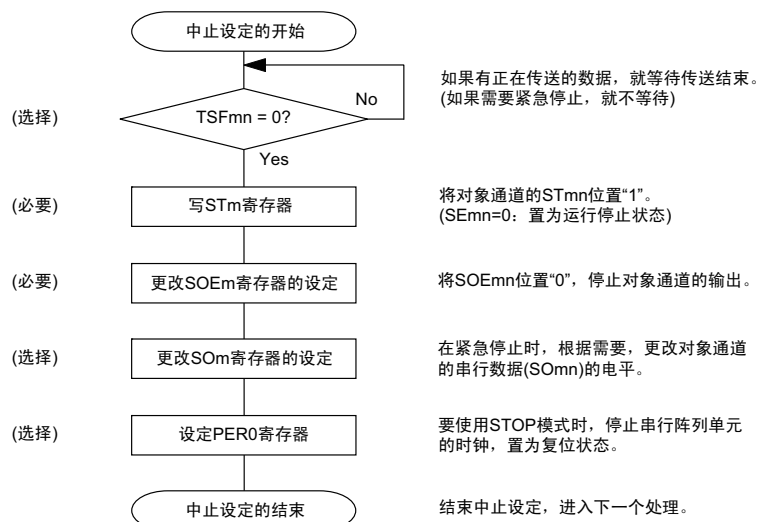 中止设定的开始
如果有正在传送的数据，就等待传送结束。
(如果需要紧急停止，就不等待)
No
(选择)
TSFmn = 0?
Yes
(必要)
写STm寄存器
将对象通道的STmn位置“1”。
(SEmn=0：置为运行停止状态)
(必要)
更改SOEm寄存器的设定
将SOEmn位置“0”，停止对象通道的输出。
(选择)
更改SOm寄存器的设定
在紧急停止时，根据需要，更改对象通道
的串行数据(SOmn)的电平。
(选择)
设定PER0寄存器
要使用STOP模式时，停止串行阵列单元
的时钟，置为复位状态。
中止设定的结束
结束中止设定，进入下一个处理。